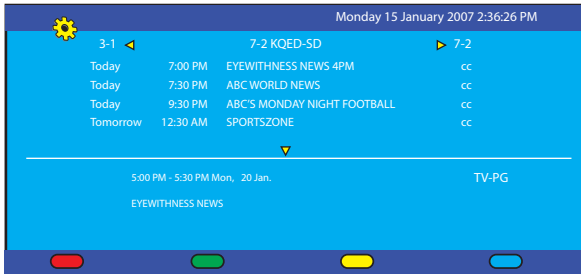 Monday 15 January 2007 2:36:26 PM
3-1 7-2 KQED-SD 7-2
Today 7:00 PM EYEWITHNESS NEWS 4PM cc
Today 7:30 PM ABC WORLD NEWS cc
Today 9:30 PM ABC'S MONDAY NIGHT FOOTBALL cc
Tomorrow 12:30 AM SPORTSZONE cc
5:00 PM - 5:30 PM Mon, 20 Jan. TV-PG
EYEWITHNESS NEWS